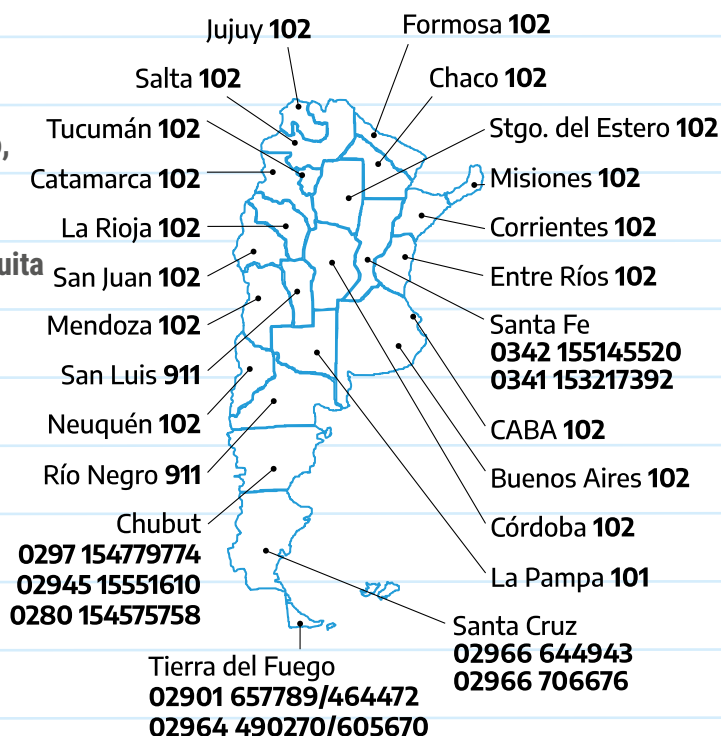 Jujuy 102
Salta 102
Tucumán 102
Catamarca 102
La Rioja 102
uita
San Juan 102
Mendoza 102
San Luis 911
Neuquén 102
Río Negro 911
Chubut
0297 154779774
02945 15551610
0280 154575758
Tierra del Fuego
02901 657789/464472
02964 490270/605670
Formosa 102
Chaco 102
Stgo. del Estero 102
Misiones 102
Corrientes 102
Entre Ríos 102
Santa Fe
0342 155145520
0341 153217392
CABA 102
Buenos Aires 102
Córdoba 102
La Pampa 101
Santa Cruz
02966 644943
02966 706676